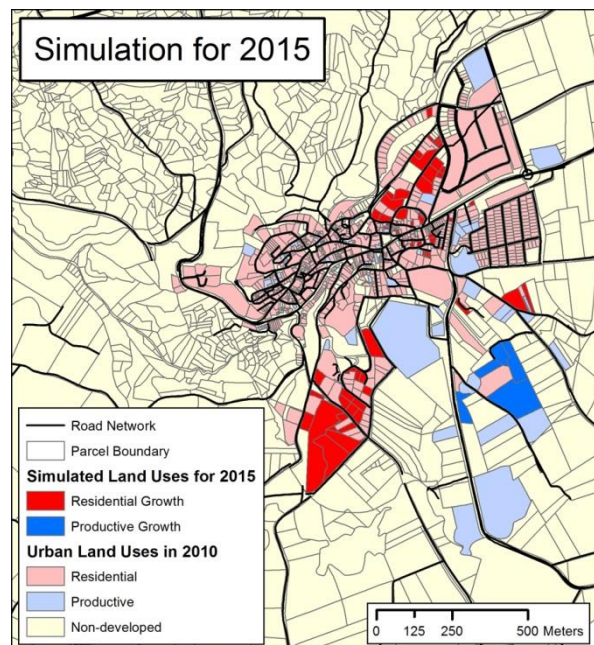 Simulation for 2015
Road Network
Parcel Boundary
Simulated Land Uses for 2015
Residential Growth
Productive Growth
Urban Land Uses in 2010
Residential
Productive
Non-developed
0 125 250 500 Meters